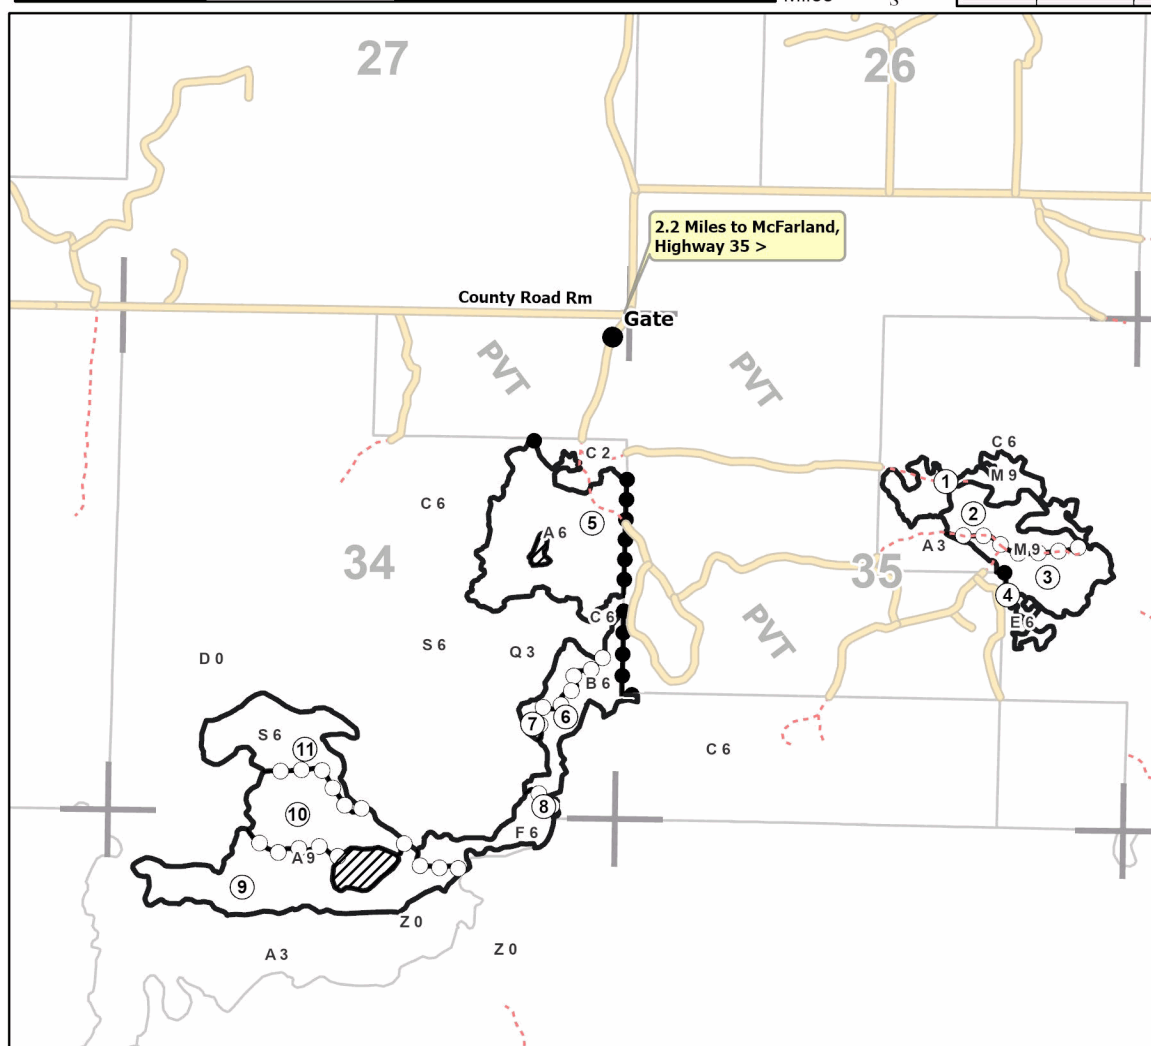 Miles
S
27
26
2.2 Miles to McFarland,
Highway 35 >
County Road Rm
Gate
PVT
PVT
C 2
C 6
C 6
M 9
1
2
5
A 6
A 3
M 9
34
35
3
4
C 6
E 6
PVT
S 6
Q 3
D 0
B 6
7
6
S 6
11
C 6
8
10
F 6
A 9
9
Z 0
A 3
Z 0